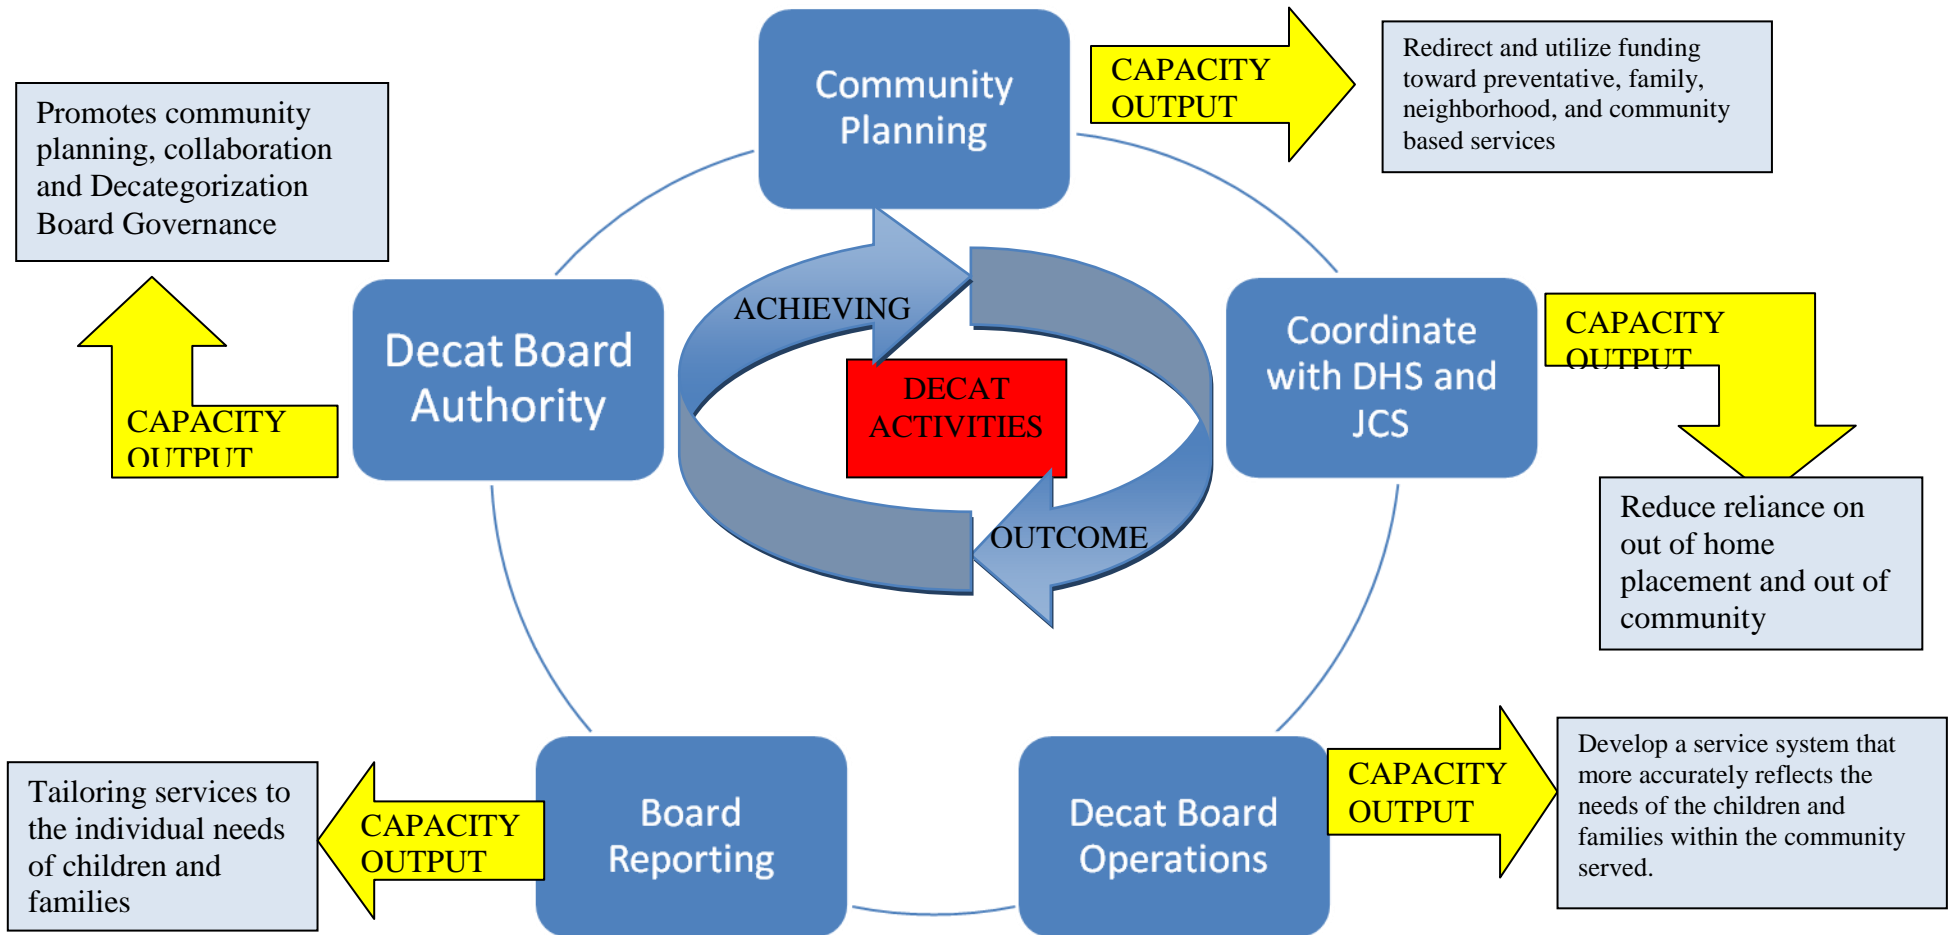 Community
Planning
CAPACITY
OUTPUT
Redirect and utilize funding
toward preventative, family,
neighborhood, and community
based services
Promotes community
planning, collaboration
and Decategorization
Board Governance
CAPACITY
OUTPUT
Decat Board
Authority
ACHIEVING
DECAT
ACTIVITIES
OUTCOME
Coordinate
with DHS and
JCS
CAPACITY
OUTPUT
Reduce reliance on
out of home
placement and out of
community
Tailoring services to
the individual needs
of children and
families
CAPACITY
OUTPUT
Board
Reporting
Decat Board
Operations
CAPACITY
OUTPUT
Develop a service system that
more accurately reflects the
needs of the children and
families within the community
served.